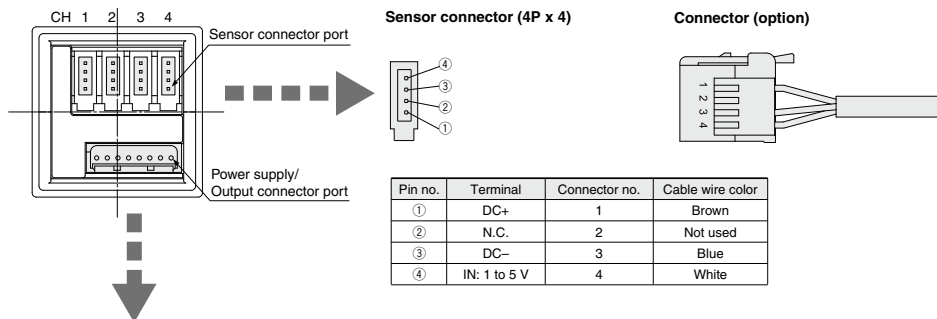 CH 1 2 3 4
Sensor connector port
Power supply/
Output connector port
Sensor connector (4P x 4)
④
③
②
①
Connector (option)
1
2
3
4
Pin no. Terminal Connector no. Cable wire color
① DC+ 1 Brown
② N.C. 2 Not used
③ DC– 3 Blue
④ IN: 1 to 5 V 4 White